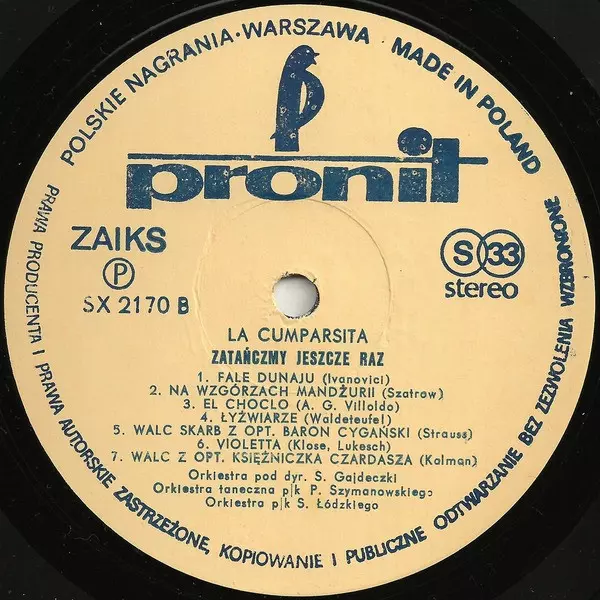 POLSKIE NAGRANIA · WARSZAWA · MADE IN POLAND
pronit
ZAIKS
P
SX 2170 B
S 33
stereo
LA CUMPARSITA
ZATAŃCZMY JESZCZE RAZ
1. FALE DUNAJU (Ivanovici)
2. NA WZGÓRZACH MANDŻURII (Szatrow)
3. EL CHOCLO (A. G. Villoldo)
4. ŁYŻWIARZE (Waldeteufel)
5. WALC SKARB Z OPT. BARON CYGAŃSKI (Strauss)
6. VIOLETTA (Klose, Lukesch)
7. WALC Z OPT. KSIĘŻNICZKA CZARDASZA (Kalman)
Orkiestra pod dyr. S. Gajdeczki
Orkiestra taneczna p/k P. Szymanowskiego
Orkiestra p/k S. Łódzkiego
PRAWA PRODUCENTA I PRAWA AUTORSKIE ZASTRZEŻONE, KOPIOWANIE I PUBLICZNE ODTWARZANIE BEZ ZEZWOLENIA WZBRONIONE